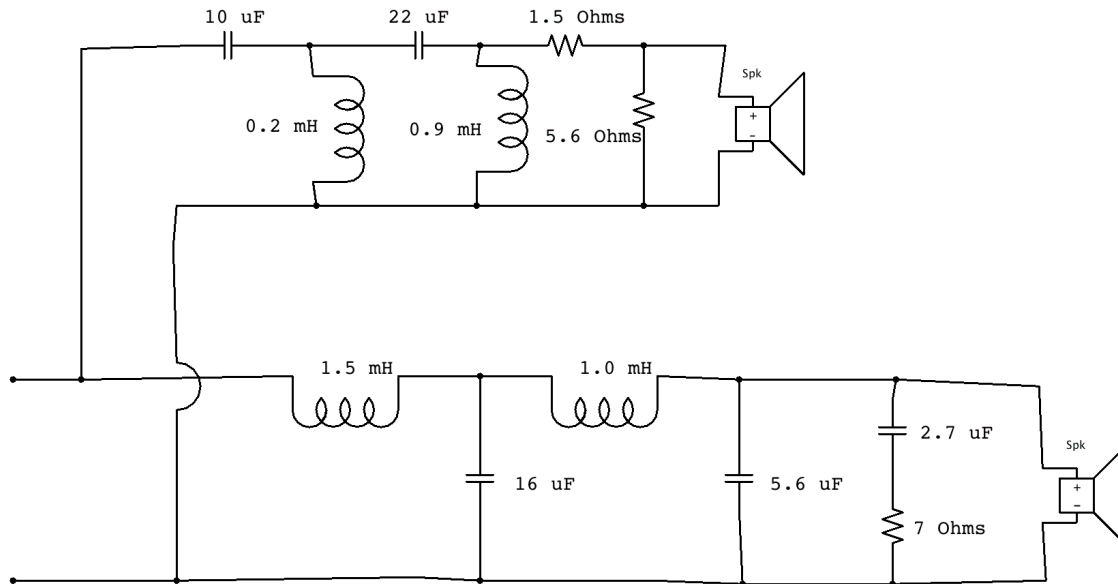 10 uF
22 uF
1.5 Ohms
Spk
+
-
0.2 mH
0.9 mH
5.6 Ohms
1.5 mH
1.0 mH
2.7 uF
Spk
+
-
16 uF
5.6 uF
7 Ohms